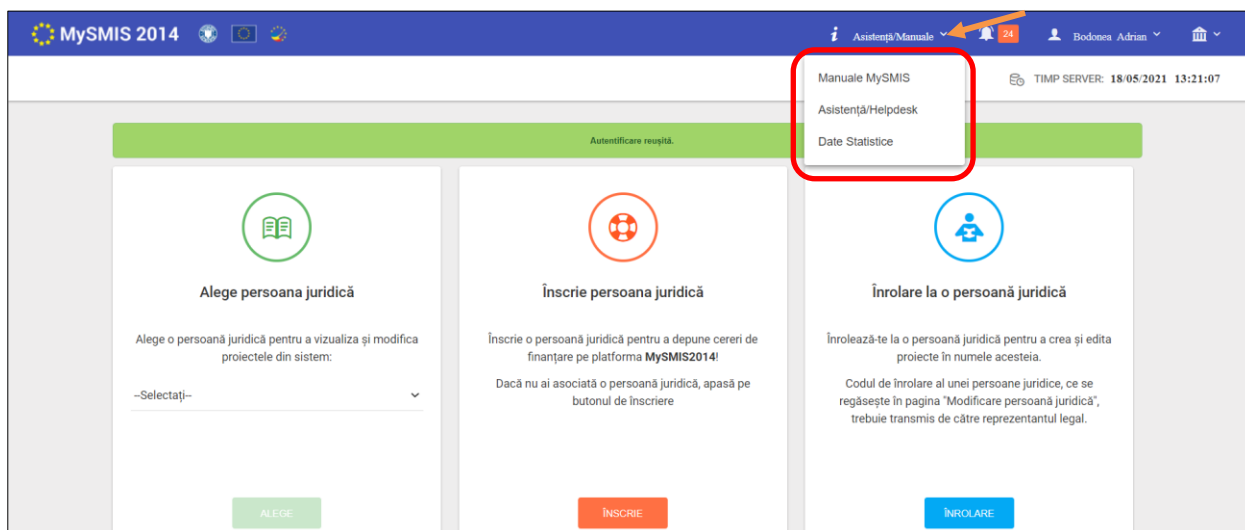 MySMIS 2014
i Asistență/Manuale
24
Bodonea Adrian
Manuale MySMIS
Asistență/Helpdesk
Date Statistice
TIMP SERVER: 18/05/2021 13:21:07
Autentificare reușită.
Alege persoana juridică
Alege o persoană juridică pentru a vizualiza și modifica
proiectele din sistem:
--Selectați--
ALEGE
Înscrie persoana juridică
Înscrie o persoană juridică pentru a depune cereri de
finanțare pe platforma MySMIS2014!
Dacă nu ai asociată o persoană juridică, apasă pe
butonul de înscriere
ÎNSCRIE
Înrolare la o persoană juridică
Înrolează-te la o persoană juridică pentru a crea și edita
proiecte în numele acesteia.
Codul de înrolare al unei persoane juridice, ce se
regăsește în pagina "Modificare persoană juridică",
trebuie transmis de către reprezentantul legal.
ÎNROLARE